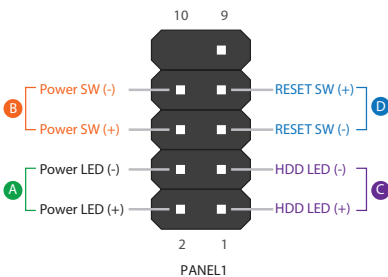 10 9
Power SW (-) RESET SW (+)
B D
Power SW (+) RESET SW (-)
Power LED (-) HDD LED (-)
A C
Power LED (+) HDD LED (+)
2 1
PANEL1